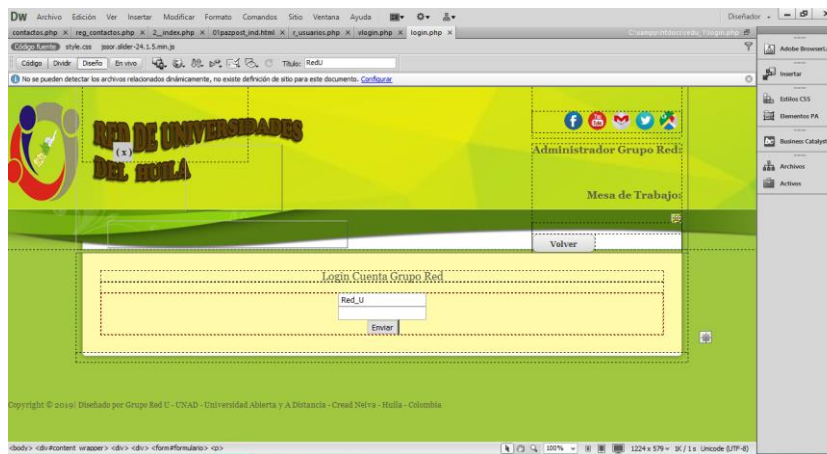 DW Archivo Edición Ver Insertar Modificar Formato Comandos Sitio Ventana Ayuda Diseñador
contactos.php × reg_contactos.php × 2_index.php × 01pazpost_ind.html × r_usuarios.php × vlogin.php × login.php ×
Código fuente style.css jssor.slider-24.1.5.min.js
Código Dividir Diseño En vivo Título: RedU
No se pueden detectar los archivos relacionados dinámicamente, no existe definición de sitio para este documento. Configurar
Adobe BrowserL
Insertar
Estilos CSS
Elementos PA
Business Catalyst
Archivos
Activos
RED DE UNIVERSIDADES
DEL HUILA
Administrador Grupo Red:
Mesa de Trabajo:
Volver
Login Cuenta Grupo Red
Red_U
Enviar
Copyright © 2019| Diseñado por Grupo Red U - UNAD - Universidad Abierta y A Distancia - Cread Neiva - Huila - Colombia
<body> <div#content_wrapper> <div> <div> <form#formulario> <p>
100% 1224 x 579 1K / 1 s Unicode (UTF-8)